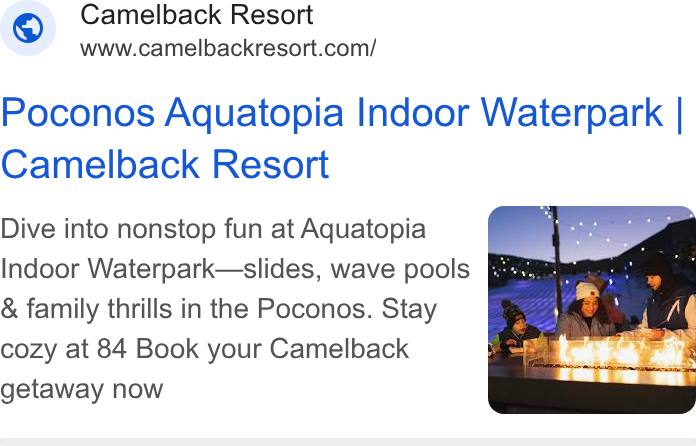 Camelback Resort
www.camelbackresort.com/
Poconos Aquatopia Indoor Waterpark |
Camelback Resort
Dive into nonstop fun at Aquatopia
Indoor Waterpark—slides, wave pools
& family thrills in the Poconos. Stay
cozy at 84 Book your Camelback
getaway now